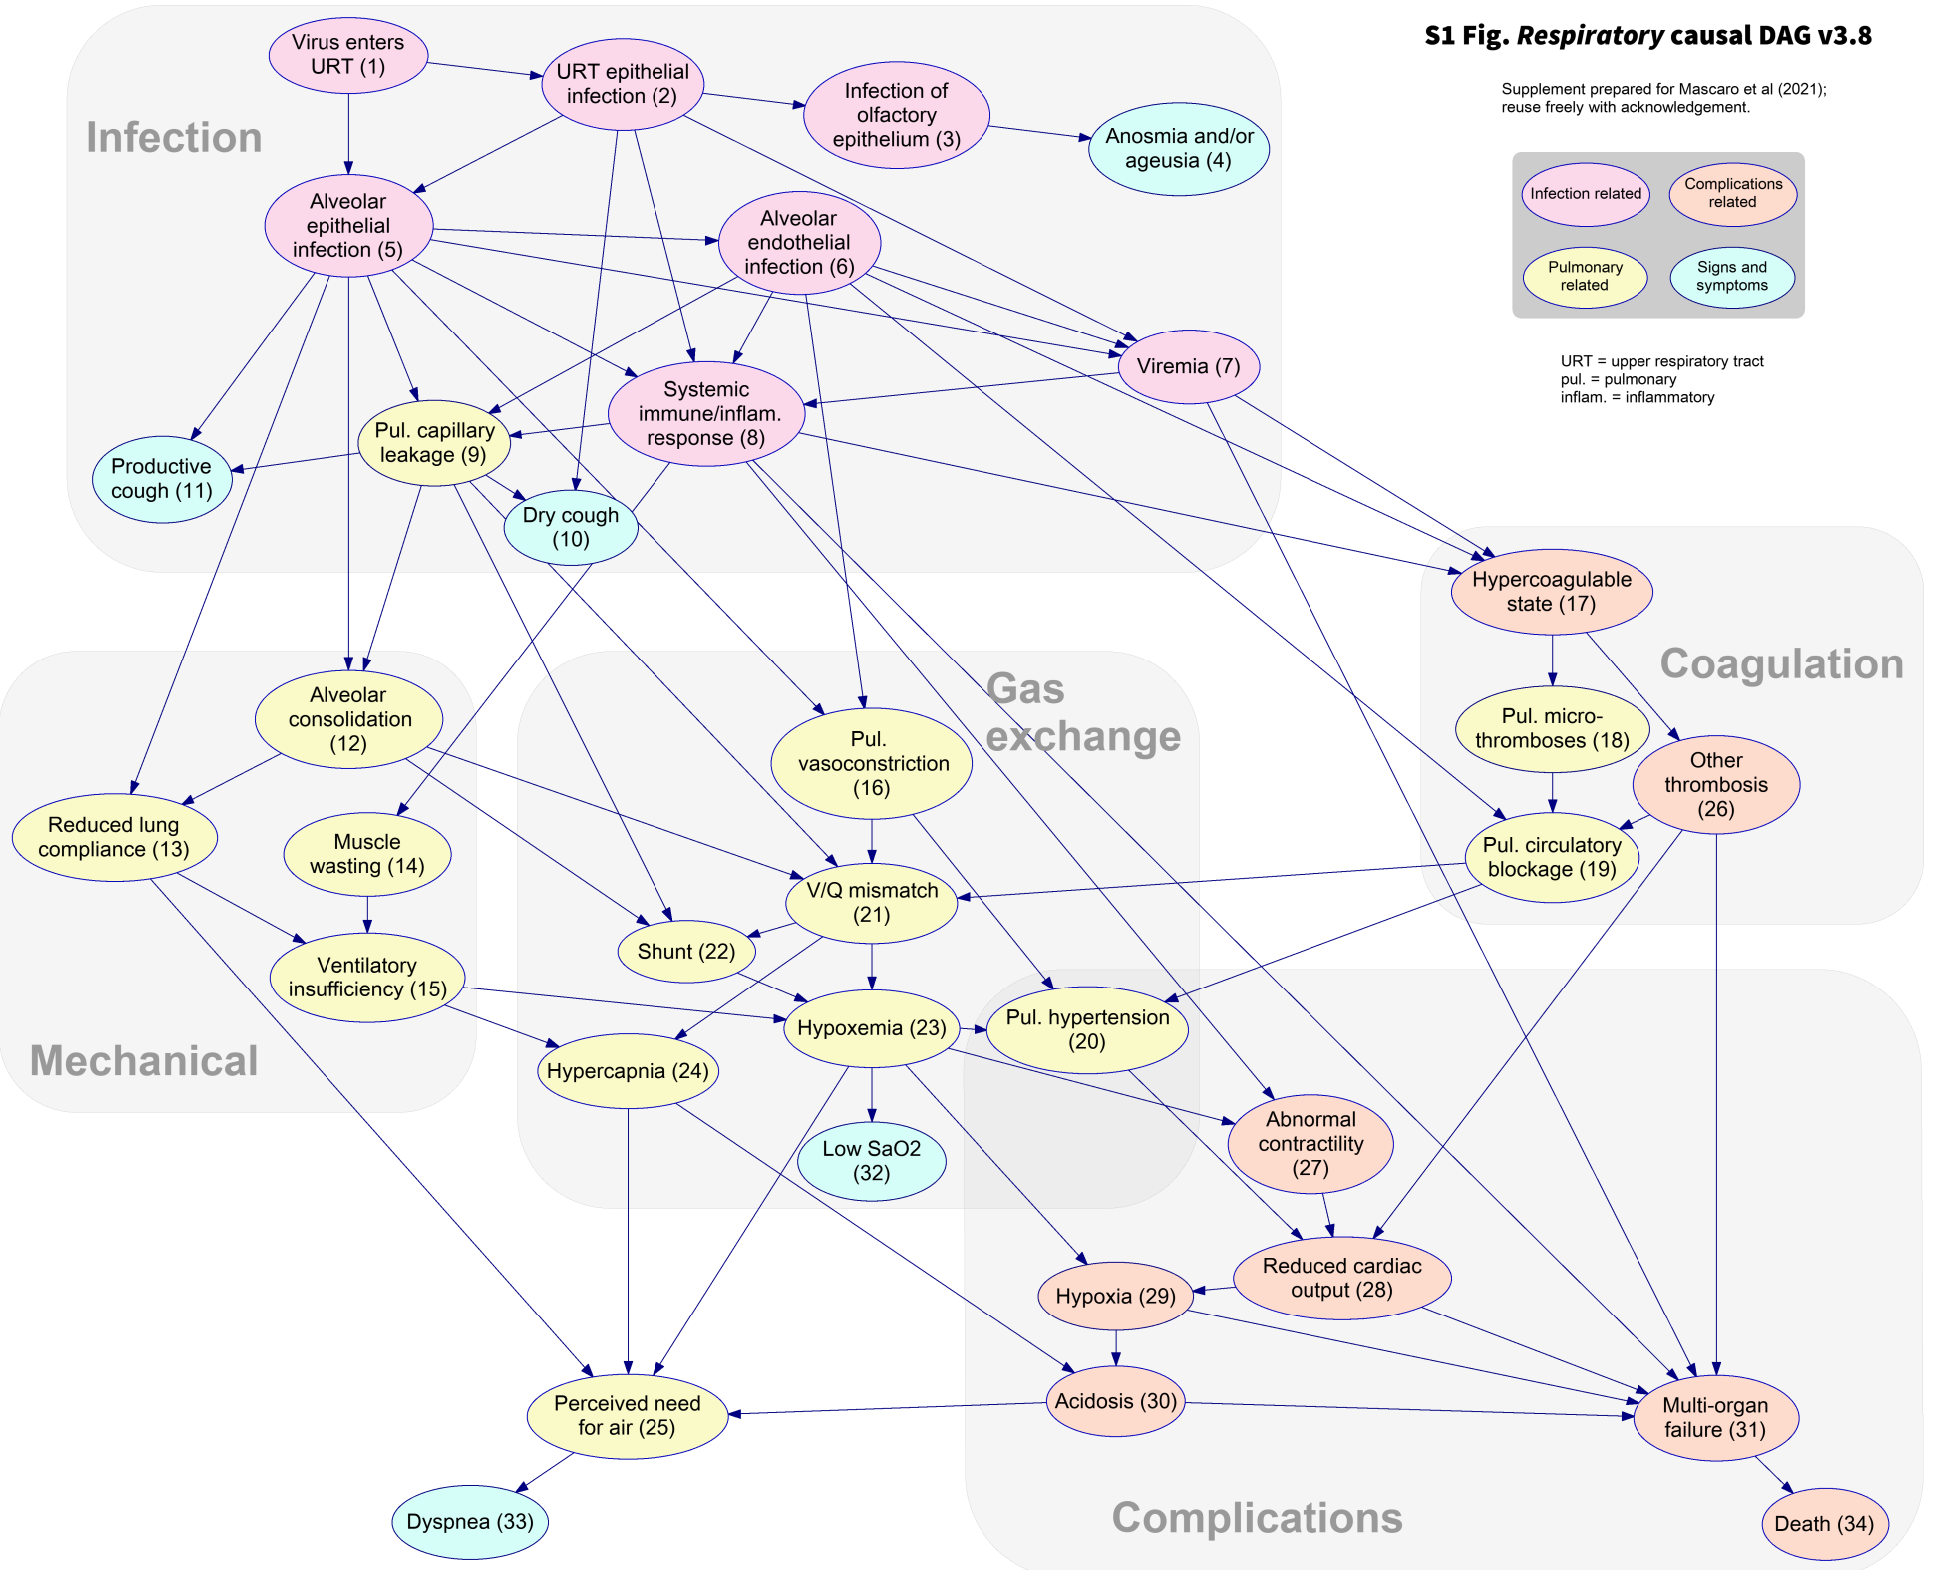 S1 Fig. Respiratory causal DAG v3.8
Supplement prepared for Mascaro et al (2021);
reuse freely with acknowledgement.
Infection related
Complications
related
Pulmonary
related
Signs and
symptoms
URT = upper respiratory tract
pul. = pulmonary
inflam. = inflammatory
Infection
Virus enters
URT (1)
URT epithelial
infection (2)
Infection of
olfactory
epithelium (3)
Anosmia and/or
ageusia (4)
Alveolar
epithelial
infection (5)
Alveolar
endothelial
infection (6)
Viremia (7)
Systemic
immune/inflam.
response (8)
Pul. capillary
leakage (9)
Dry cough
(10)
Productive
cough (11)
Mechanical
Alveolar
consolidation
(12)
Reduced lung
compliance (13)
Muscle
wasting (14)
Ventilatory
insufficiency (15)
Gas
exchange
Pul.
vasoconstriction
(16)
Coagulation
Hypercoagulable
state (17)
Pul. micro-
thromboses (18)
Other
thrombosis
(26)
Pul. circulatory
blockage (19)
V/Q mismatch
(21)
Shunt (22)
Hypoxemia (23)
Pul. hypertension
(20)
Hypercapnia (24)
Low SaO2
(32)
Complications
Abnormal
contractility
(27)
Reduced cardiac
output (28)
Hypoxia (29)
Acidosis (30)
Perceived need
for air (25)
Multi-organ
failure (31)
Dyspnea (33)
Death (34)